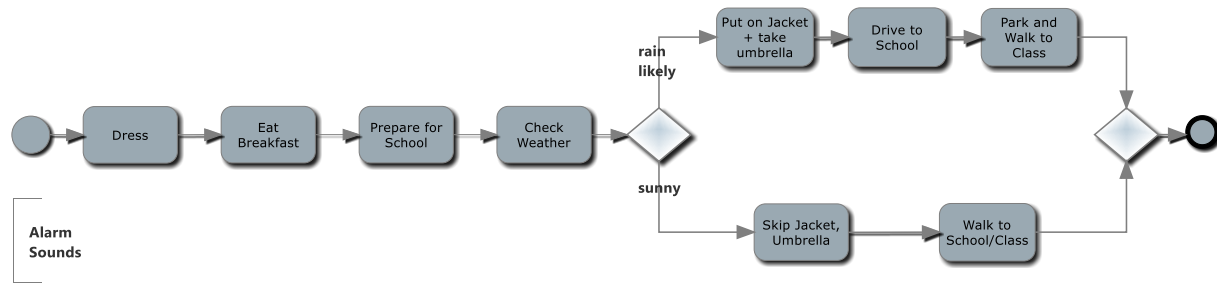 Dress
Eat
Breakfast
Prepare for
School
Check
Weather
rain
likely
Put on Jacket
+ take
umbrella
Drive to
School
Park and
Walk to
Class
sunny
Skip Jacket,
Umbrella
Walk to
School/Class
Alarm
Sounds